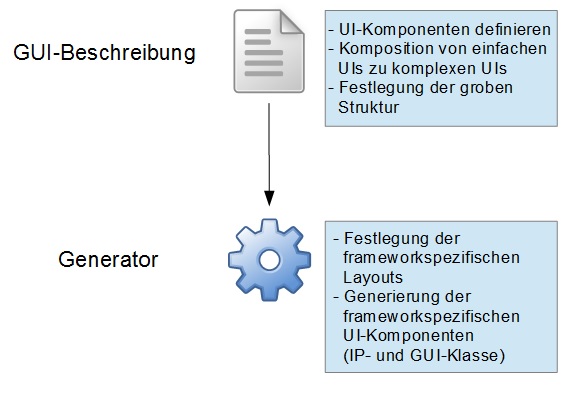 GUI-Beschreibung
- UI-Komponenten definieren
- Komposition von einfachen
UIs zu komplexen UIs
- Festlegung der groben
Struktur
Generator
- Festlegung der
frameworkspezifischen
Layouts
- Generierung der
frameworkspezifischen
UI-Komponenten
(IP- und GUI-Klasse)